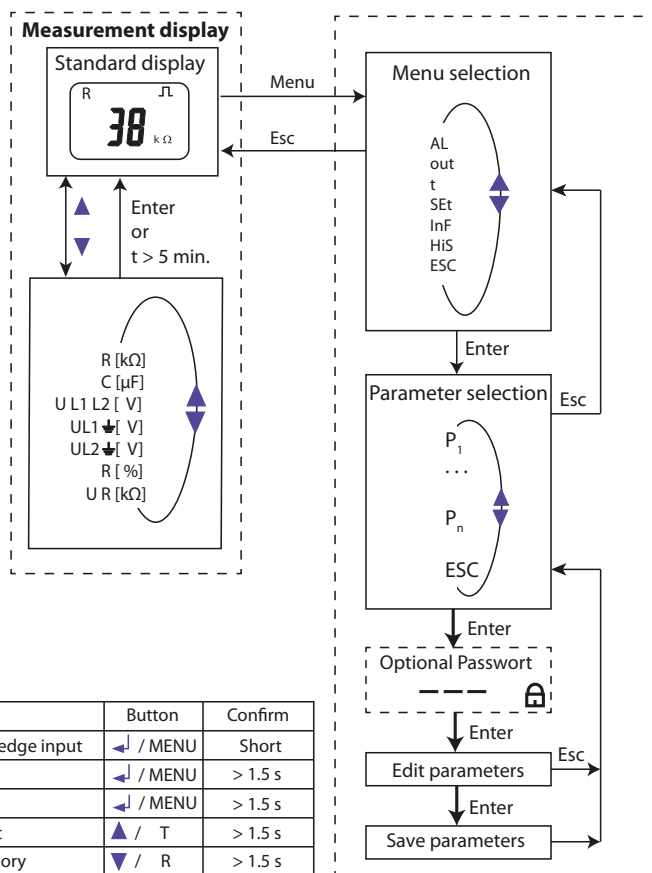 Measurement display
Standard display
R
38 kΩ
Menu
Esc
Enter
or
t > 5 min.
R [kΩ]
C [µF]
U L1 L2 [ V]
UL1 ⏚[ V]
UL2 ⏚[ V]
R [ %]
U R [kΩ]
Menu selection
AL
out
t
SEt
InF
HiS
ESC
Enter
Parameter selection
Esc
P₁
...
Pₙ
ESC
Enter
Optional Passwort
Enter
Edit parameters
Esc
Enter
Save parameters
Button Confirm
edge input ↵ / MENU Short
↵ / MENU > 1.5 s
↵ / MENU > 1.5 s
▲ / T > 1.5 s
ory ▼ / R > 1.5 s